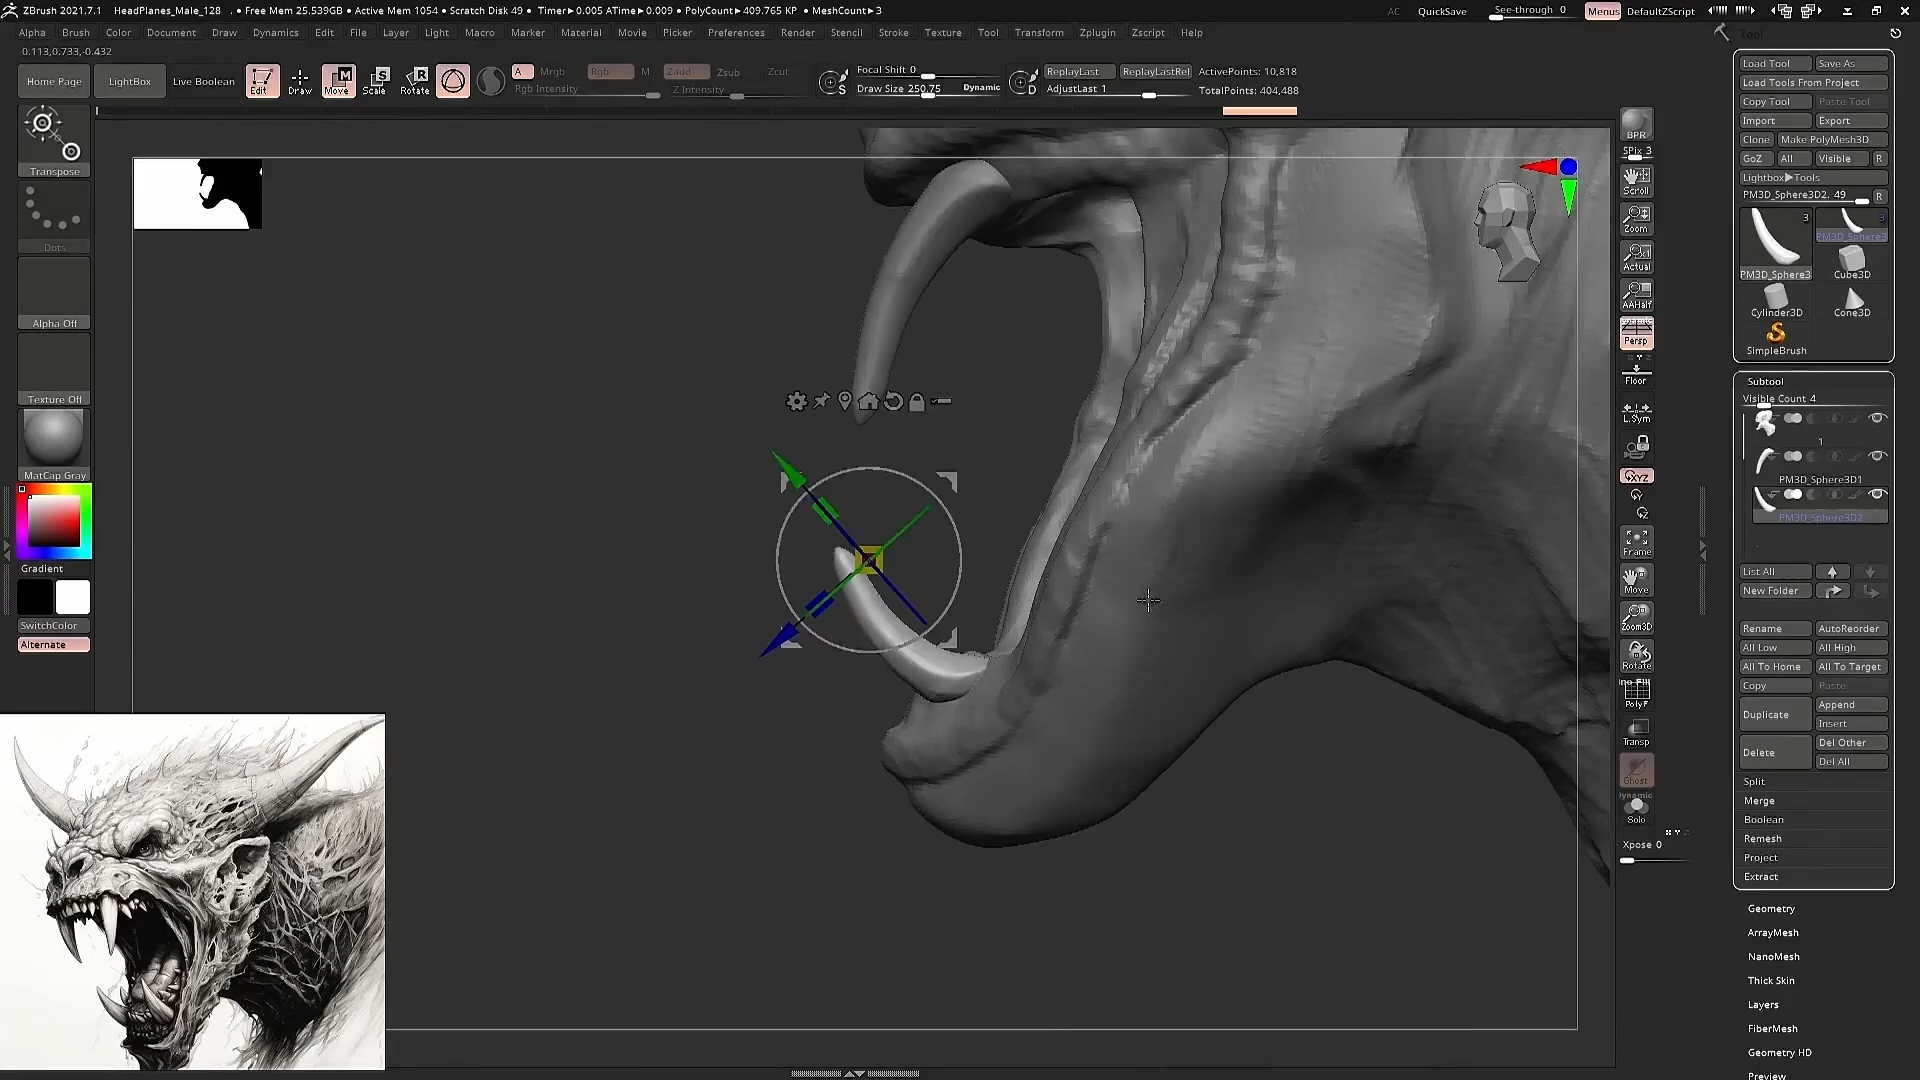 ZBrush 2021.7.1 HeadPlanes_Male_128 . • Free Mem 25.539GB • Active Mem 1054 • Scratch Disk 49 • Timer▸0.005 ATime▸0.009 • PolyCount▸409.765 KP • MeshCount▸3 AC QuickSave See-through 0 Menus DefaultZScript
Alpha Brush Color Document Draw Dynamics Edit File Layer Light Macro Marker Material Movie Picker Preferences Render Stencil Stroke Texture Tool Transform Zplugin Zscript Help
0.113,0.733,-0.432
Home Page LightBox Live Boolean Edit Draw Move Scale Rotate
A Mrgb Rgb M Zadd Zsub Zcut
Rgb Intensity Z Intensity
Focal Shift 0
Draw Size 250.75 Dynamic
ReplayLast ReplayLastRel ActivePoints: 10,818
AdjustLast 1 TotalPoints: 404,488
Transpose
Dots
Alpha Off
Texture Off
MatCap Gray
Gradient
SwitchColor
Alternate
BPR
SPix 3
Scroll
Zoom
Actual
AAHalf
Persp
Floor
L.Sym
XYZ
Frame
Move
Zoom3D
Rotate
PolyF
Transp
Ghost
Dynamic
Solo
Xpose 0
Tool
Load Tool Save As
Load Tools From Project
Copy Tool Paste Tool
Import Export
Clone Make PolyMesh3D
GoZ All Visible R
Lightbox▸Tools
PM3D_Sphere3D2. 49 R
3 3
PM3D_Sphere3
PM3D_Sphere3 Cube3D
Cylinder3D Cone3D
SimpleBrush
Subtool
Visible Count 4
1
PM3D_Sphere3D1
PM3D_Sphere3D2
List All
New Folder
Rename AutoReorder
All Low All High
All To Home All To Target
Copy Paste
Duplicate Append
Insert
Delete Del Other
Del All
Split
Merge
Boolean
Remesh
Project
Extract
Geometry
ArrayMesh
NanoMesh
Thick Skin
Layers
FiberMesh
Geometry HD
Preview